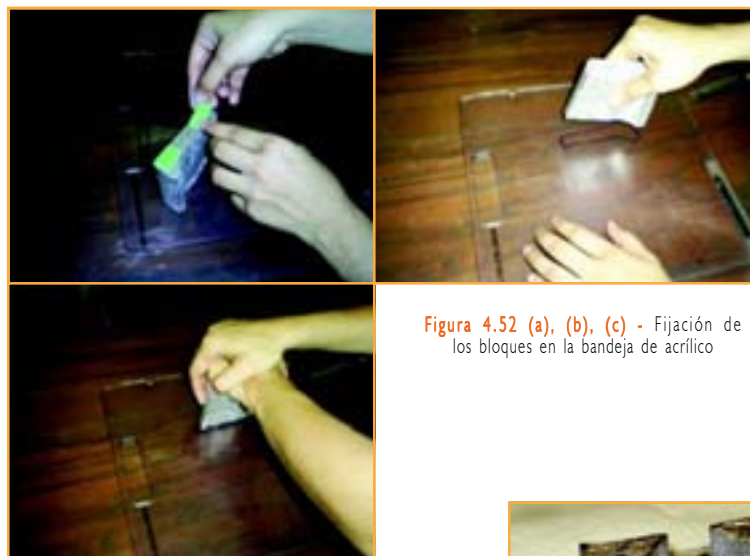 Figura 4.52 (a), (b), (c) - Fijación de
los bloques en la bandeja de acrílico